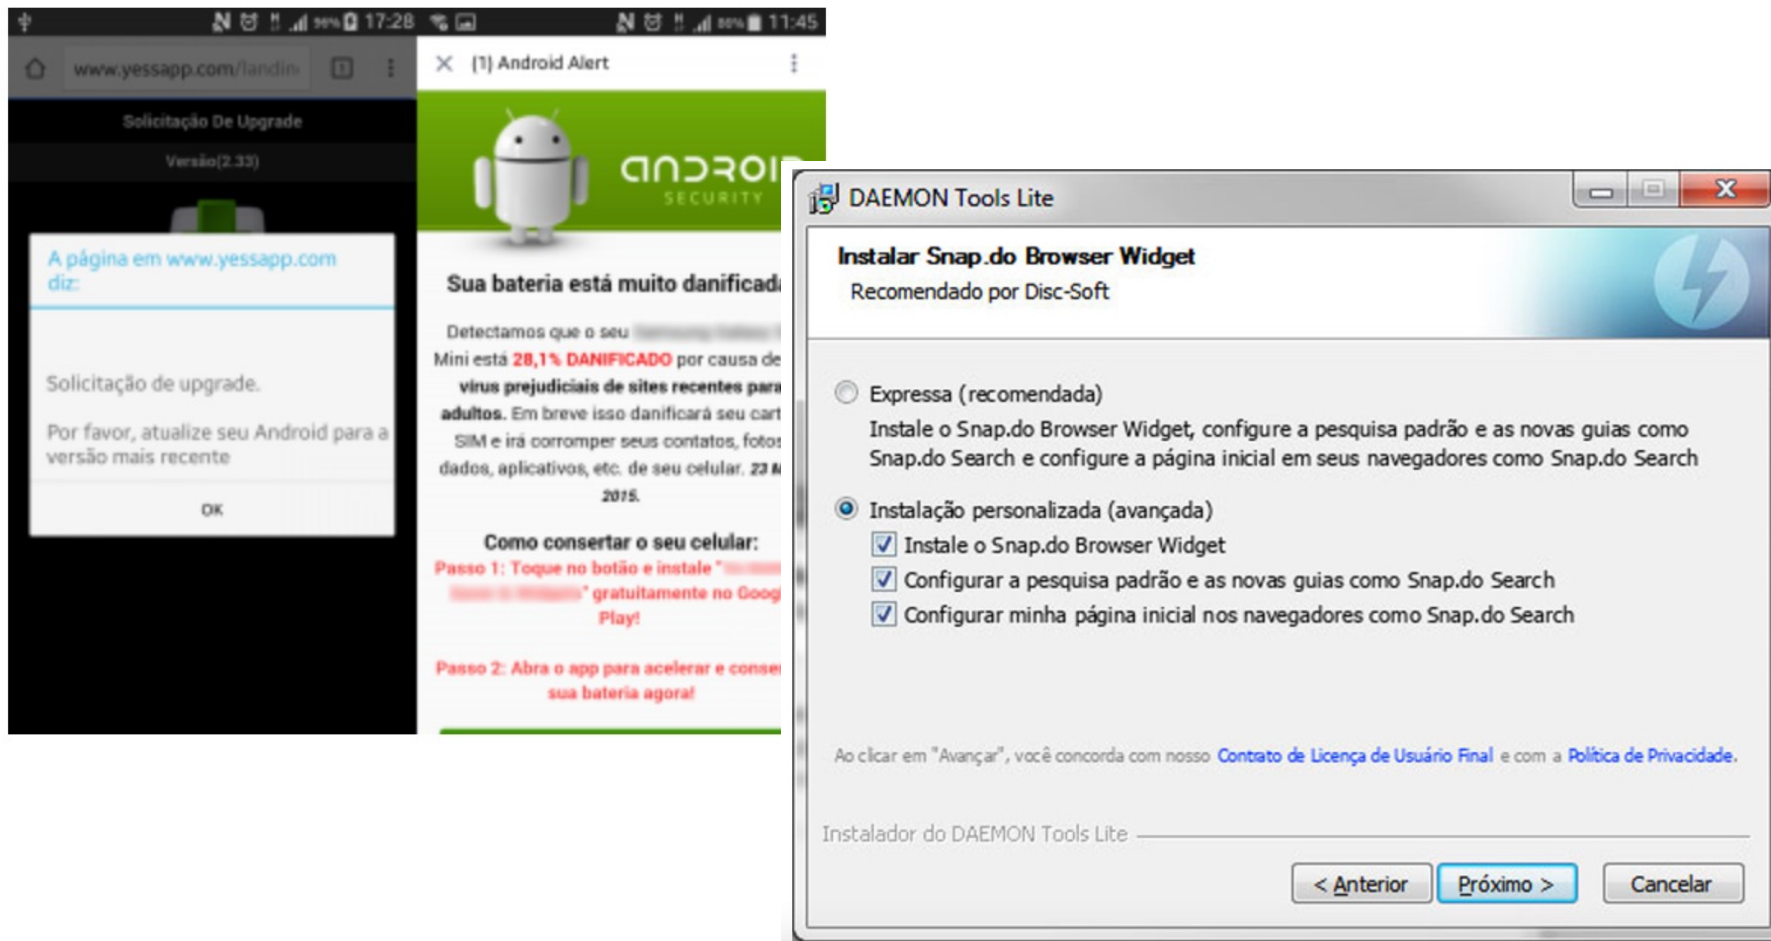 17:28
www.yessapp.com/landin
1
Solicitação De Upgrade
Versão(2.33)
A página em www.yessapp.com
diz:
Solicitação de upgrade.
Por favor, atualize seu Android para a
versão mais recente
OK
11:45
(1) Android Alert
ANDROI
SECURITY
Sua bateria está muito danificada
Detectamos que o seu
Mini está 28,1% DANIFICADO por causa de
vírus prejudiciais de sites recentes para
adultos. Em breve isso danificará seu cart
SIM e irá corromper seus contatos, fotos
dados, aplicativos, etc. de seu celular. 23 M
2015.
Como consertar o seu celular:
Passo 1: Toque no botão e instale "
" gratuitamente no Goog
Play!
Passo 2: Abra o app para acelerar e conse
sua bateria agora!
DAEMON Tools Lite
Instalar Snap.do Browser Widget
Recomendado por Disc-Soft
Expressa (recomendada)
Instale o Snap.do Browser Widget, configure a pesquisa padrão e as novas guias como
Snap.do Search e configure a página inicial em seus navegadores como Snap.do Search
Instalação personalizada (avançada)
Instale o Snap.do Browser Widget
Configurar a pesquisa padrão e as novas guias como Snap.do Search
Configurar minha página inicial nos navegadores como Snap.do Search
Ao clicar em "Avançar", você concorda com nosso Contrato de Licença de Usuário Final e com a Política de Privacidade.
Instalador do DAEMON Tools Lite
< Anterior
Próximo >
Cancelar